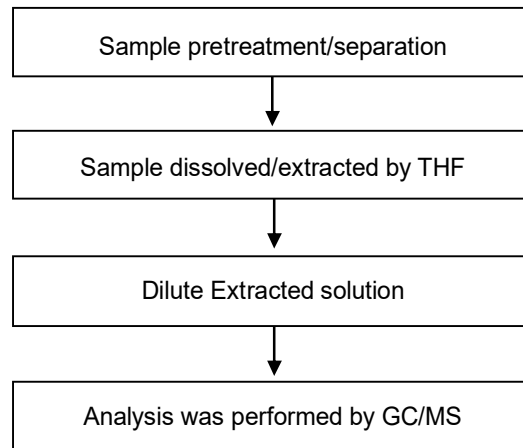 Sample pretreatment/separation
Sample dissolved/extracted by THF
Dilute Extracted solution
Analysis was performed by GC/MS